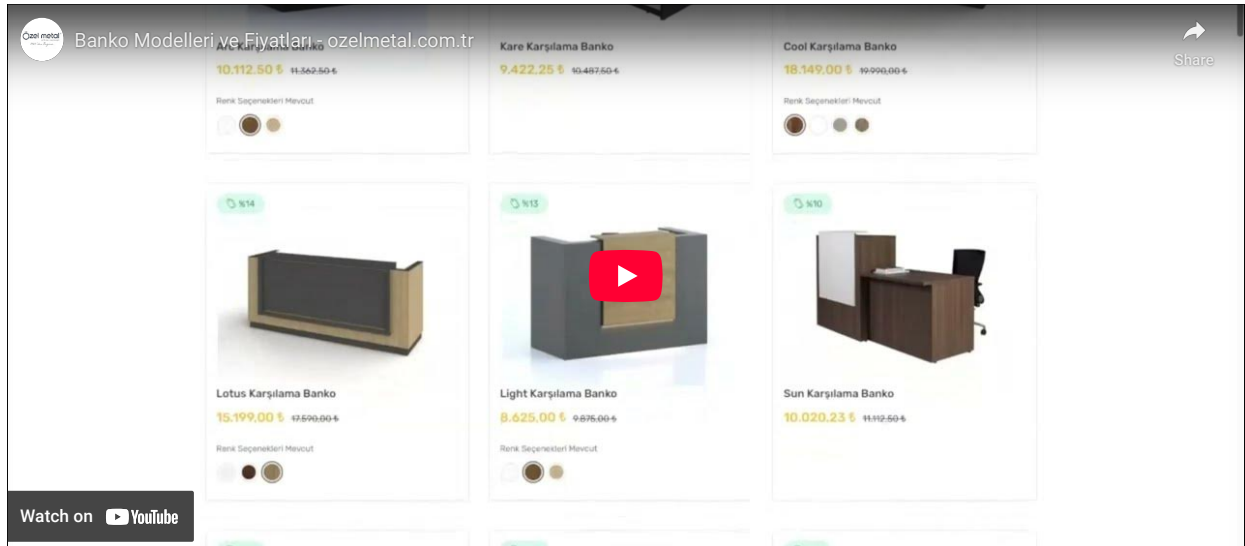 Özel metal
Banko Modelleri ve Fiyatları - ozelmetal.com.tr
Share
Kare Karşılama Banko
Cool Karşılama Banko
10.112,50 ₺ 11.362,50 ₺
9.422,25 ₺ 10.487,50 ₺
18.149,00 ₺ 19.990,00 ₺
Renk Seçenekleri Mevcut
Renk Seçenekleri Mevcut
%14
%13
%10
Lotus Karşılama Banko
Light Karşılama Banko
Sun Karşılama Banko
15.199,00 ₺ 17.590,00 ₺
8.625,00 ₺ 9.875,00 ₺
10.020,23 ₺ 11.112,50 ₺
Renk Seçenekleri Mevcut
Renk Seçenekleri Mevcut
Watch on YouTube